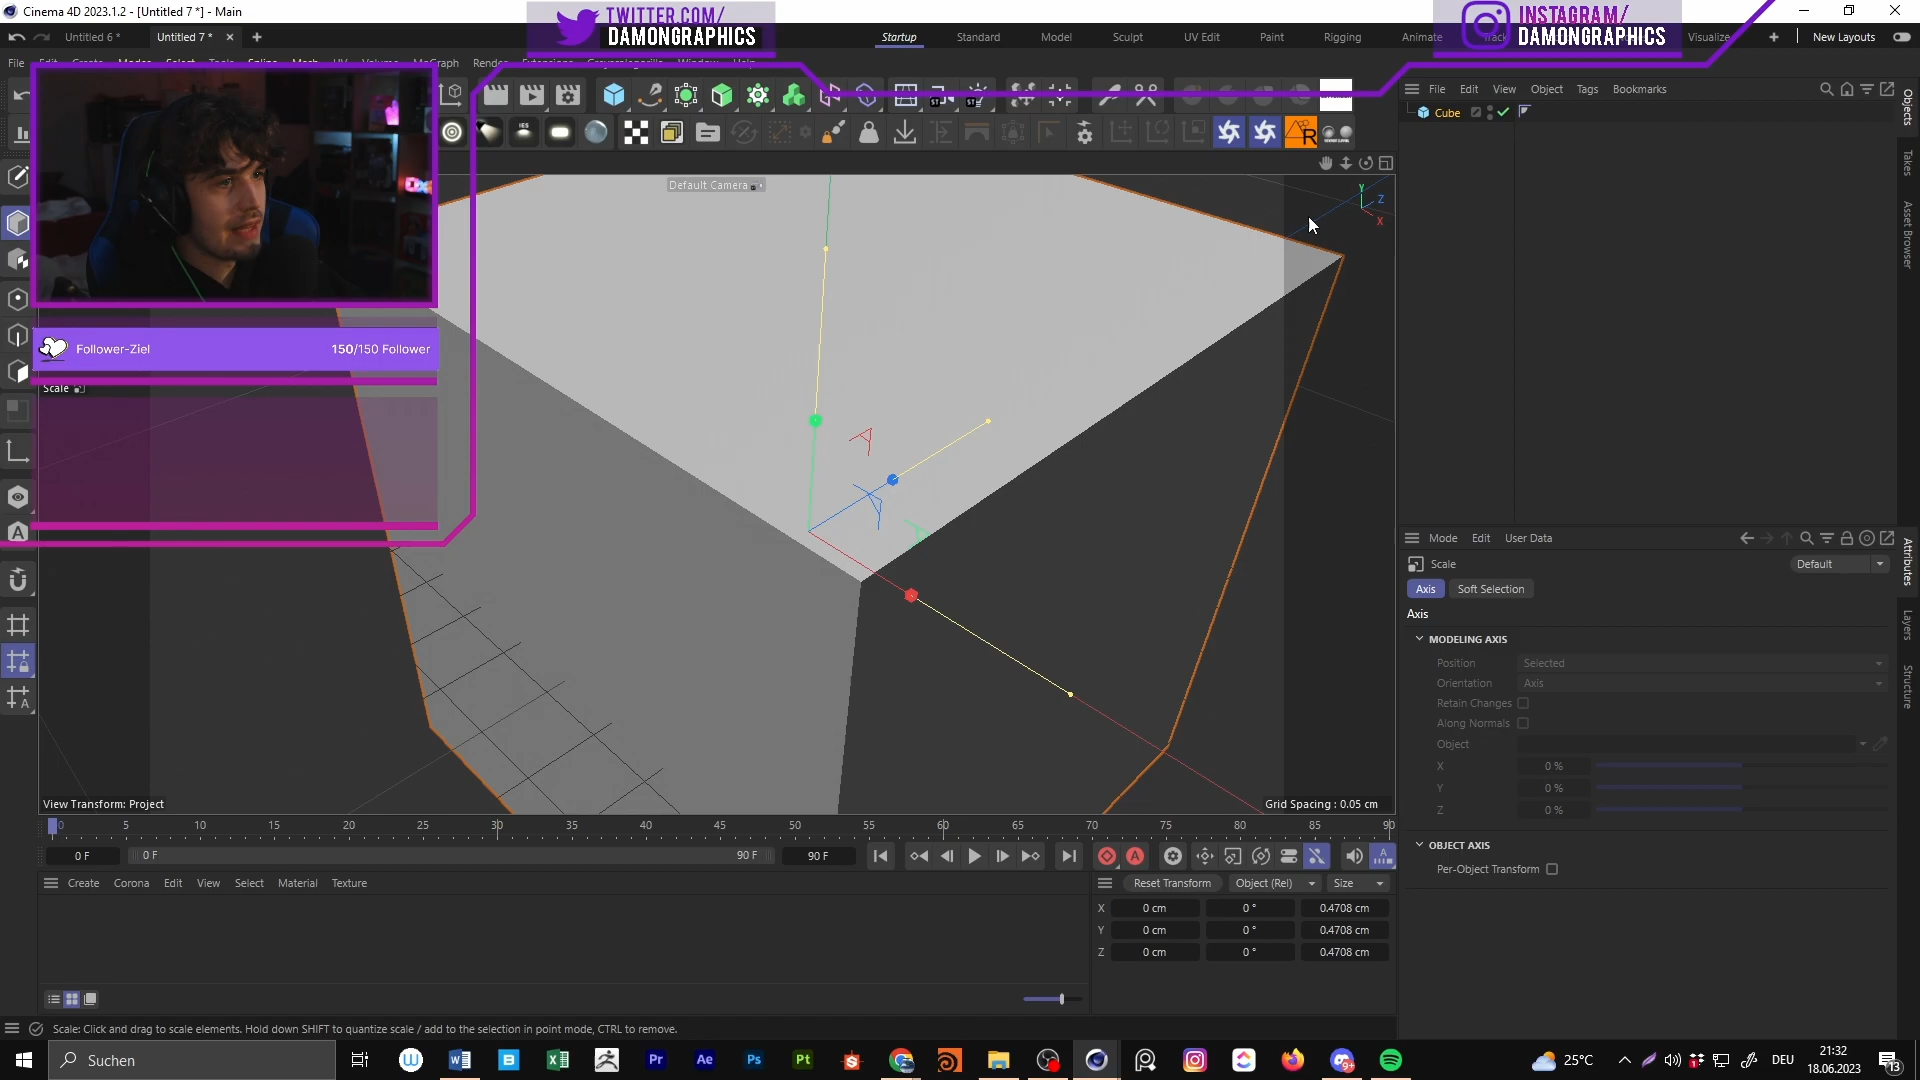 Cinema 4D 2023.1.2 - [Untitled 7 *] - Main
TWITTER.COM/
DAMONGRAPHICS
INSTAGRAM/
DAMONGRAPHICS
Untitled 6 *
Untitled 7 *
Startup
Standard
Model
Sculpt
UV Edit
Paint
Rigging
Animate
Visualize
New Layouts
File
Default Camera
Y
Z
X
File Edit View Object Tags Bookmarks
Cube
Objects
Takes
Asset Browser
Follower-Ziel
150/150 Follower
Scale
View Transform: Project
Grid Spacing : 0.05 cm
Mode Edit User Data
Scale
Default
Axis
Soft Selection
Axis
MODELING AXIS
Position Selected
Orientation Axis
Retain Changes
Along Normals
Object
X 0 %
Y 0 %
Z 0 %
OBJECT AXIS
Per-Object Transform
Attributes
Layers
Structure
0 5 10 15 20 25 30 35 40 45 50 55 60 65 70 75 80 85 90
0 F
0 F
90 F
90 F
Create Corona Edit View Select Material Texture
Reset Transform
Object (Rel)
Size
X 0 cm 0 ° 0.4708 cm
Y 0 cm 0 ° 0.4708 cm
Z 0 cm 0 ° 0.4708 cm
Scale: Click and drag to scale elements. Hold down SHIFT to quantize scale / add to the selection in point mode, CTRL to remove.
Suchen
25°C
DEU
21:32
18.06.2023
13